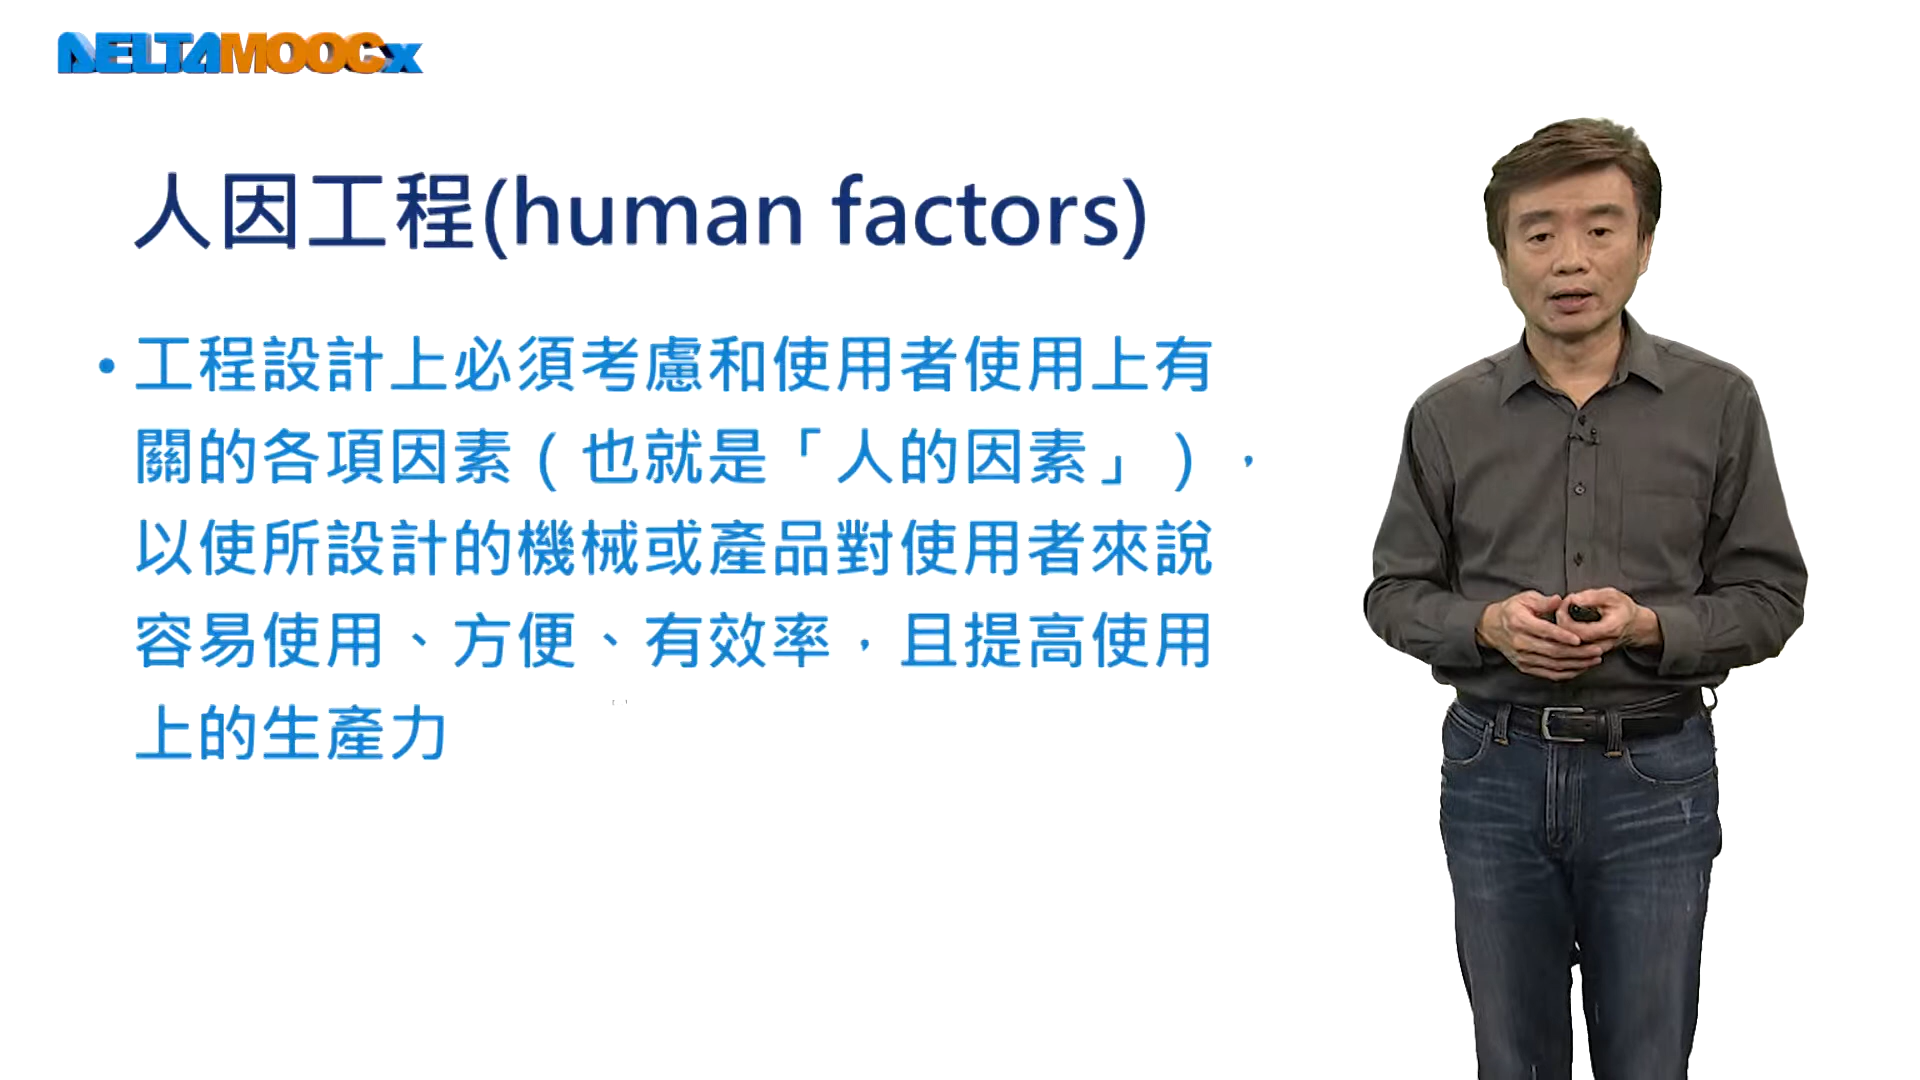 DELTAMOOCx
人因工程(human factors)
• 工程設計上必須考慮和使用者使用上有
關的各項因素（也就是「人的因素」），
以使所設計的機械或產品對使用者來說
容易使用、方便、有效率，且提高使用
上的生產力